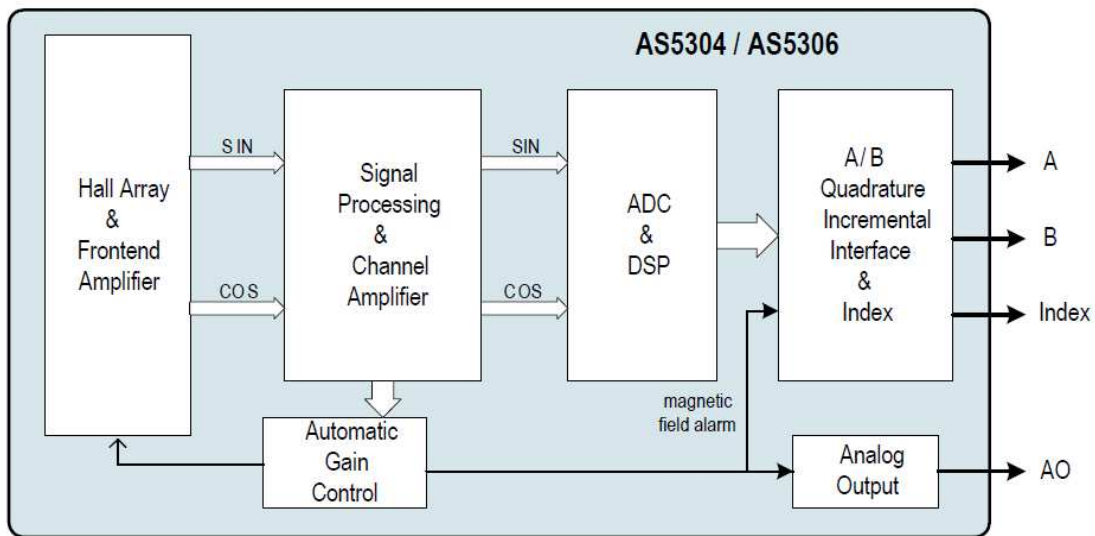 AS5304 / AS5306
Hall Array
&
Frontend
Amplifier
SIN
COS
Signal
Processing
&
Channel
Amplifier
SIN
COS
ADC
&
DSP
A/B
Quadrature
Incremental
Interface
&
Index
A
B
Index
magnetic
field alarm
Automatic
Gain
Control
Analog
Output
AO